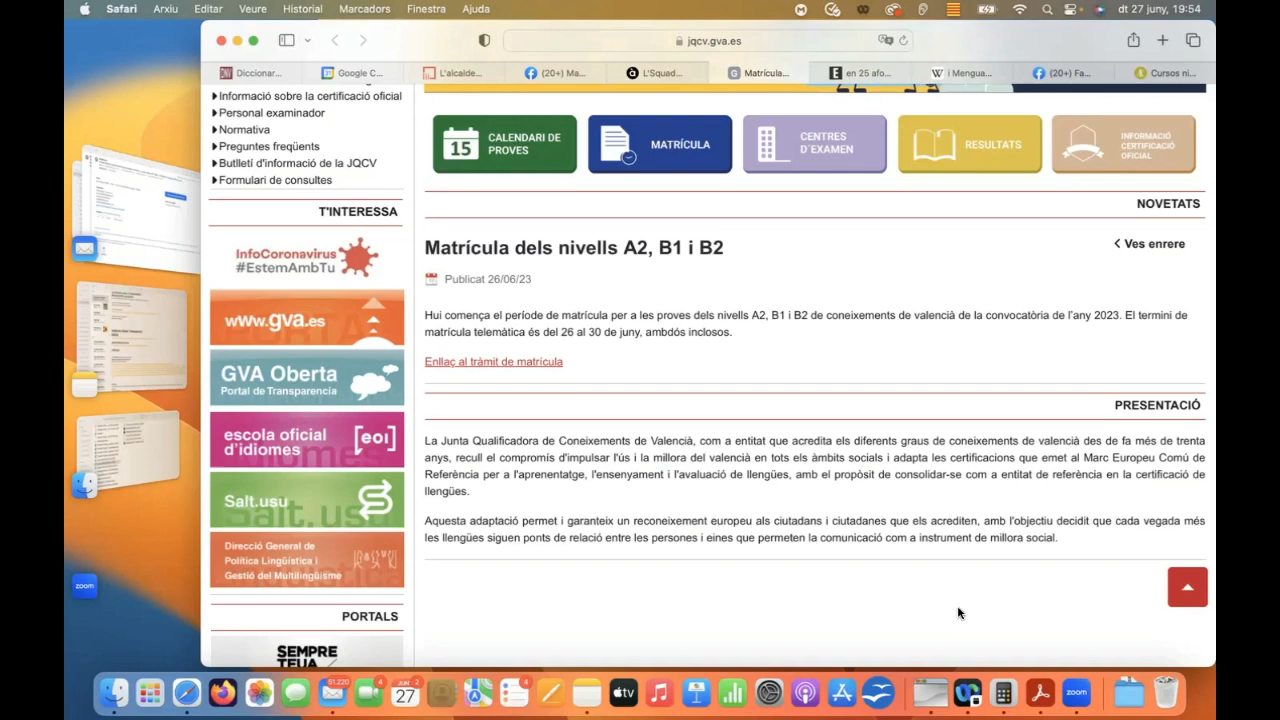 Safari Arxiu Editar Veure Historial Marcadors Finestra Ajuda
dt 27 juny, 19:54
jqcv.gva.es
Diccionar... Google C... L'alcalde... (20+) Ma... L'Squad... Matrícula... en 25 afo... i Mengua... (20+) Fa... Cursos ni...
Informació sobre la certificació oficial
Personal examinador
Normativa
Preguntes freqüents
Butlletí d'informació de la JQCV
Formulari de consultes
T'INTERESSA
InfoCoronavirus
#EstemAmbTu
www.gva.es
GVA Oberta
Portal de Transparencia
escola oficial
d'idiomes
[eoi]
Salt.usu
Direcció General de
Política Lingüística i
Gestió del Multilingüisme
PORTALS
SEMPRE
TEUA
15
CALENDARI DE
PROVES
MATRÍCULA
CENTRES
D'EXAMEN
RESULTATS
INFORMACIÓ
CERTIFICACIÓ
OFICIAL
NOVETATS
Matrícula dels nivells A2, B1 i B2
Ves enrere
Publicat 26/06/23
Hui comença el període de matrícula per a les proves dels nivells A2, B1 i B2 de coneixements de valencià de la convocatòria de l'any 2023. El termini de
matrícula telemàtica és del 26 al 30 de juny, ambdós inclosos.
Enllaç al tràmit de matrícula
PRESENTACIÓ
La Junta Qualificadora de Coneixements de Valencià, com a entitat que acredita els diferents graus de coneixements de valencià des de fa més de trenta
anys, recull el compromís d'impulsar l'ús i la millora del valencià en tots els àmbits socials i adapta les certificacions que emet al Marc Europeu Comú de
Referència per a l'aprenentatge, l'ensenyament i l'avaluació de llengües, amb el propòsit de consolidar-se com a entitat de referència en la certificació de
llengües.
Aquesta adaptació permet i garanteix un reconeixement europeu als ciutadans i ciutadanes que els acrediten, amb l'objectiu decidit que cada vegada més
les llengües siguen ponts de relació entre les persones i eines que permeten la comunicació com a instrument de millora social.
zoom
51.220
4
JUN 2
27
4
tv
zoom